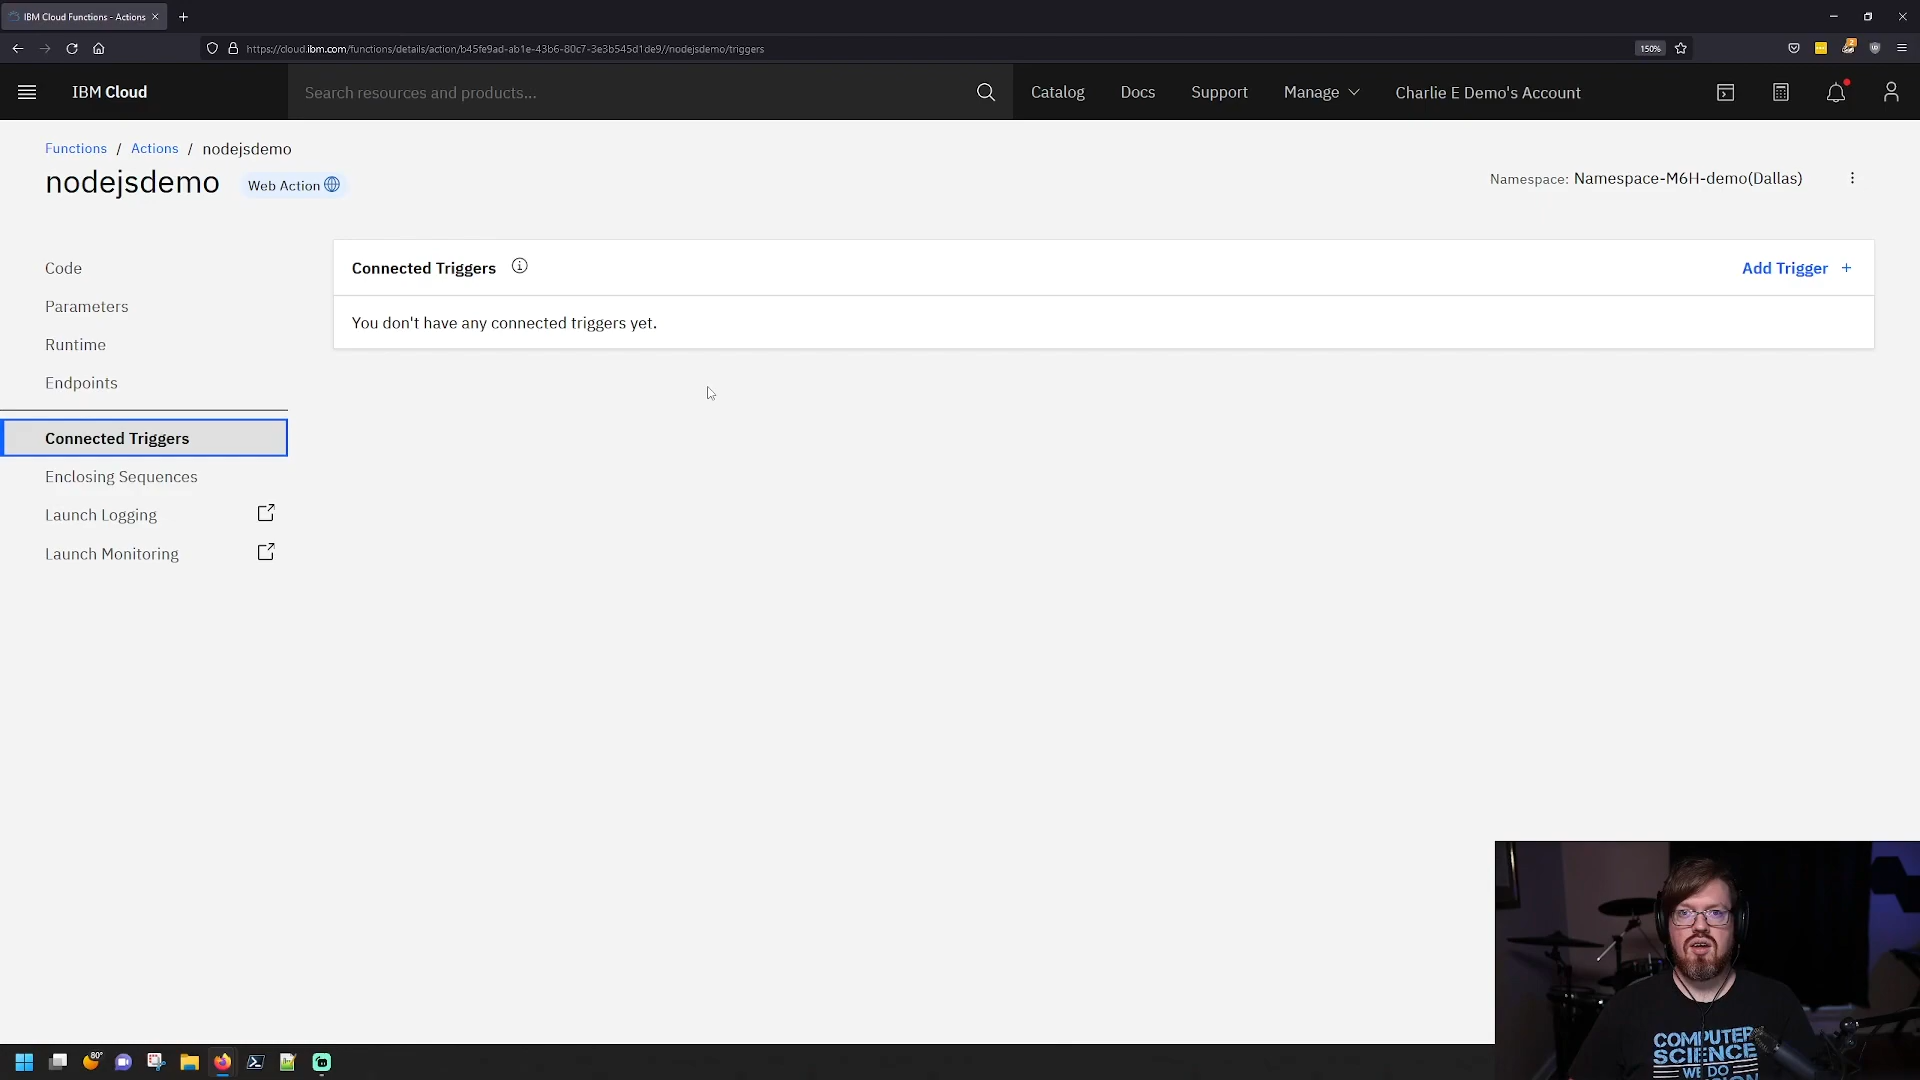 IBM Cloud Functions - Actions
https://cloud.ibm.com/functions/details/action/b45fe9ad-ab1e-43b6-80c7-3e3b545d1de9//nodejsdemo/triggers
150%
2
IBM Cloud
Search resources and products...
Catalog
Docs
Support
Manage
Charlie E Demo's Account
Functions / Actions / nodejsdemo
nodejsdemo
Web Action
Namespace: Namespace-M6H-demo(Dallas)
Code
Parameters
Runtime
Endpoints
Connected Triggers
Enclosing Sequences
Launch Logging
Launch Monitoring
Connected Triggers
Add Trigger +
You don't have any connected triggers yet.
COMPUTER
SCIENCE
WE DO
80°